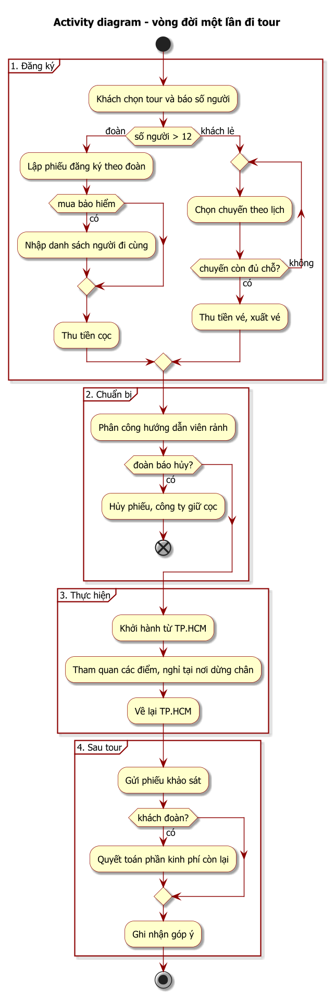 Activity diagram - vòng đời một lần đi tour
1. Đăng ký
Khách chọn tour và báo số người
số người > 12
đoàn
khách lẻ
Lập phiếu đăng ký theo đoàn
mua bảo hiểm
có
Nhập danh sách người đi cùng
Thu tiền cọc
Chọn chuyến theo lịch
chuyến còn đủ chỗ?
không
có
Thu tiền vé, xuất vé
2. Chuẩn bị
Phân công hướng dẫn viên rảnh
đoàn báo hủy?
có
Hủy phiếu, công ty giữ cọc
3. Thực hiện
Khởi hành từ TP.HCM
Tham quan các điểm, nghỉ tại nơi dừng chân
Về lại TP.HCM
4. Sau tour
Gửi phiếu khảo sát
khách đoàn?
có
Quyết toán phần kinh phí còn lại
Ghi nhận góp ý